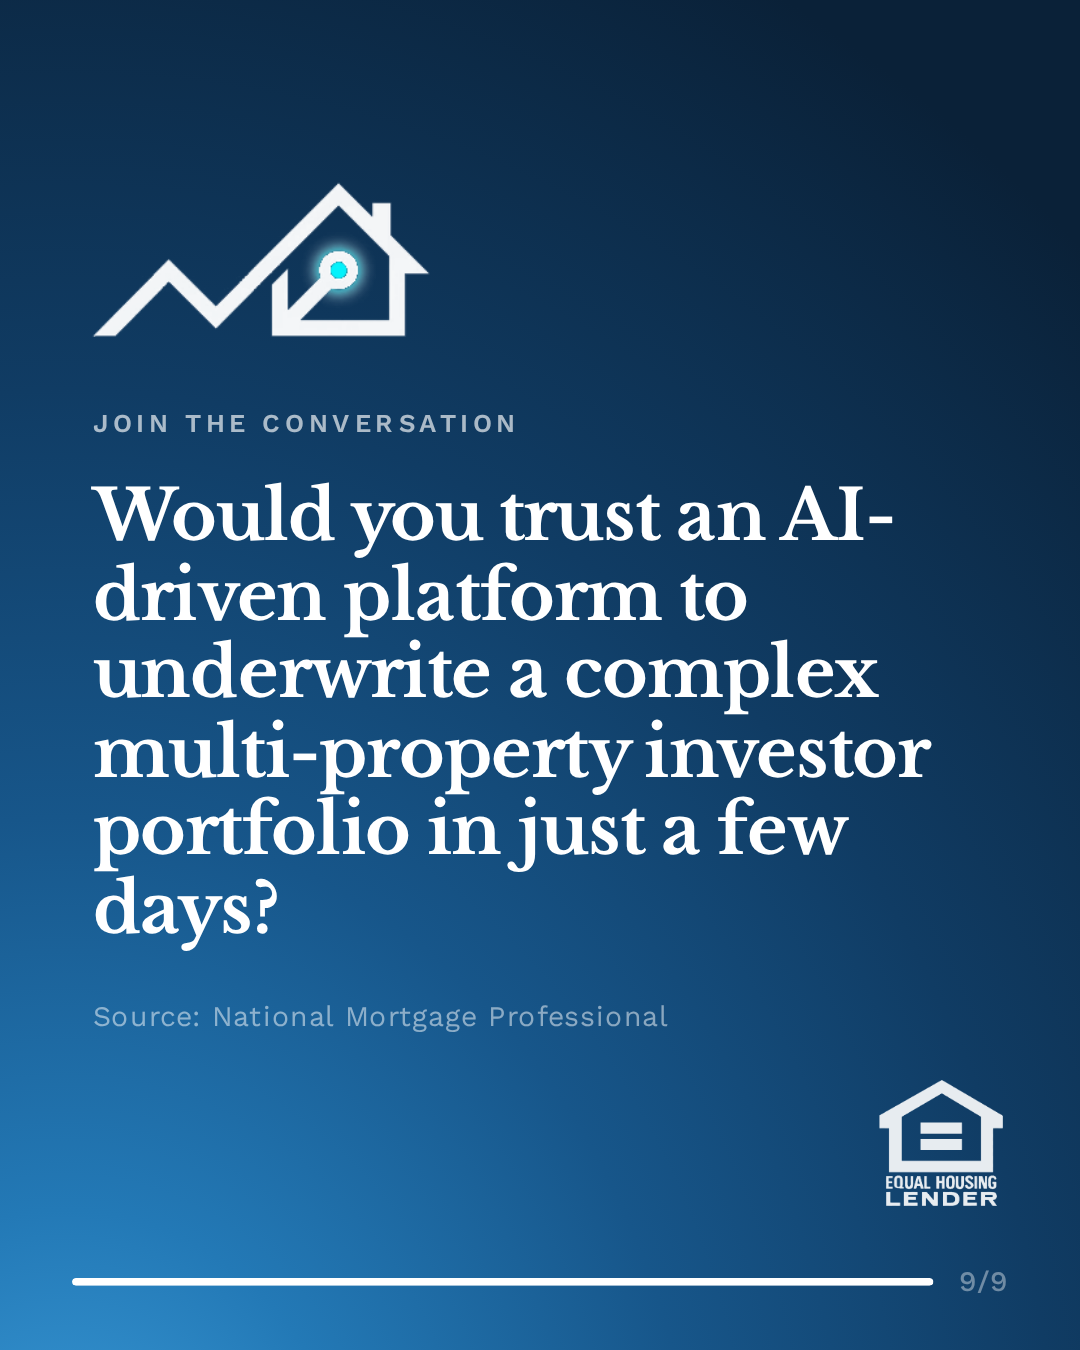 JOIN THE CONVERSATION
Would you trust an AI-
driven platform to
underwrite a complex
multi-property investor
portfolio in just a few
days?
Source: National Mortgage Professional
EQUAL HOUSING
LENDER
9/9